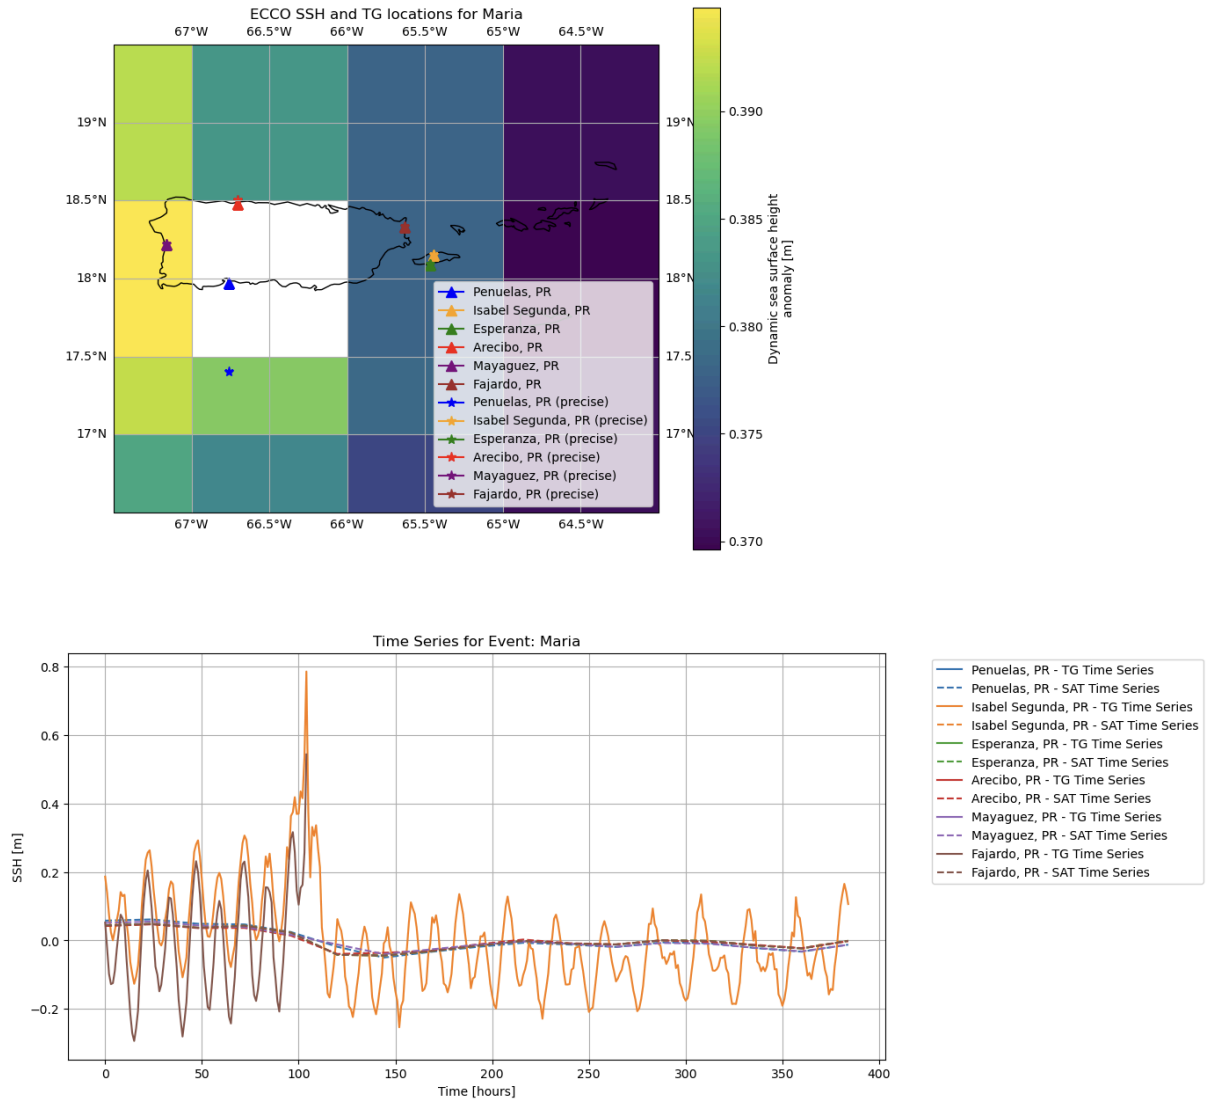 ECCO SSH and TG locations for Maria
67°W 66.5°W 66°W 65.5°W 65°W 64.5°W
19°N 19°N
18.5°N 18.5°N
18°N 18°N
17.5°N 17.5°N
17°N 17°N
67°W 66.5°W 66°W 65.5°W 65°W 64.5°W
Penuelas, PR
Isabel Segunda, PR
Esperanza, PR
Arecibo, PR
Mayaguez, PR
Fajardo, PR
Penuelas, PR (precise)
Isabel Segunda, PR (precise)
Esperanza, PR (precise)
Arecibo, PR (precise)
Mayaguez, PR (precise)
Fajardo, PR (precise)
0.390
0.385
0.380
0.375
0.370
Dynamic sea surface height
anomaly [m]
Time Series for Event: Maria
SSH [m]
0.8
0.6
0.4
0.2
0.0
−0.2
0 50 100 150 200 250 300 350 400
Time [hours]
Penuelas, PR - TG Time Series
Penuelas, PR - SAT Time Series
Isabel Segunda, PR - TG Time Series
Isabel Segunda, PR - SAT Time Series
Esperanza, PR - TG Time Series
Esperanza, PR - SAT Time Series
Arecibo, PR - TG Time Series
Arecibo, PR - SAT Time Series
Mayaguez, PR - TG Time Series
Mayaguez, PR - SAT Time Series
Fajardo, PR - TG Time Series
Fajardo, PR - SAT Time Series